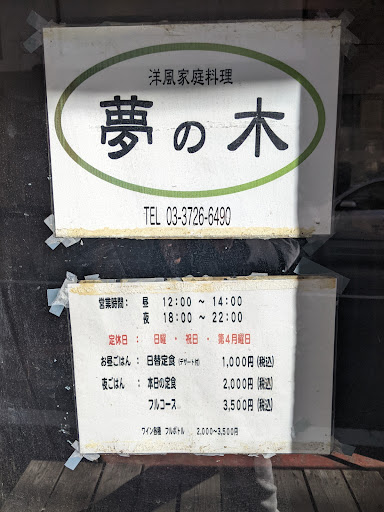 洋風家庭料理
夢の木
TEL 03-3726-6490
営業時間: 昼 12:00 ～ 14:00
夜 18:00 ～ 22:00
定休日 : 日曜 ・ 祝日 ・ 第4月曜日
お昼ごはん : 日替定食(デザート付) 1,000円(税込)
夜ごはん : 本日の定食 2,000円(税込)
フルコース 3,500円(税込)
ワイン各種 フルボトル 2,000～3,500円